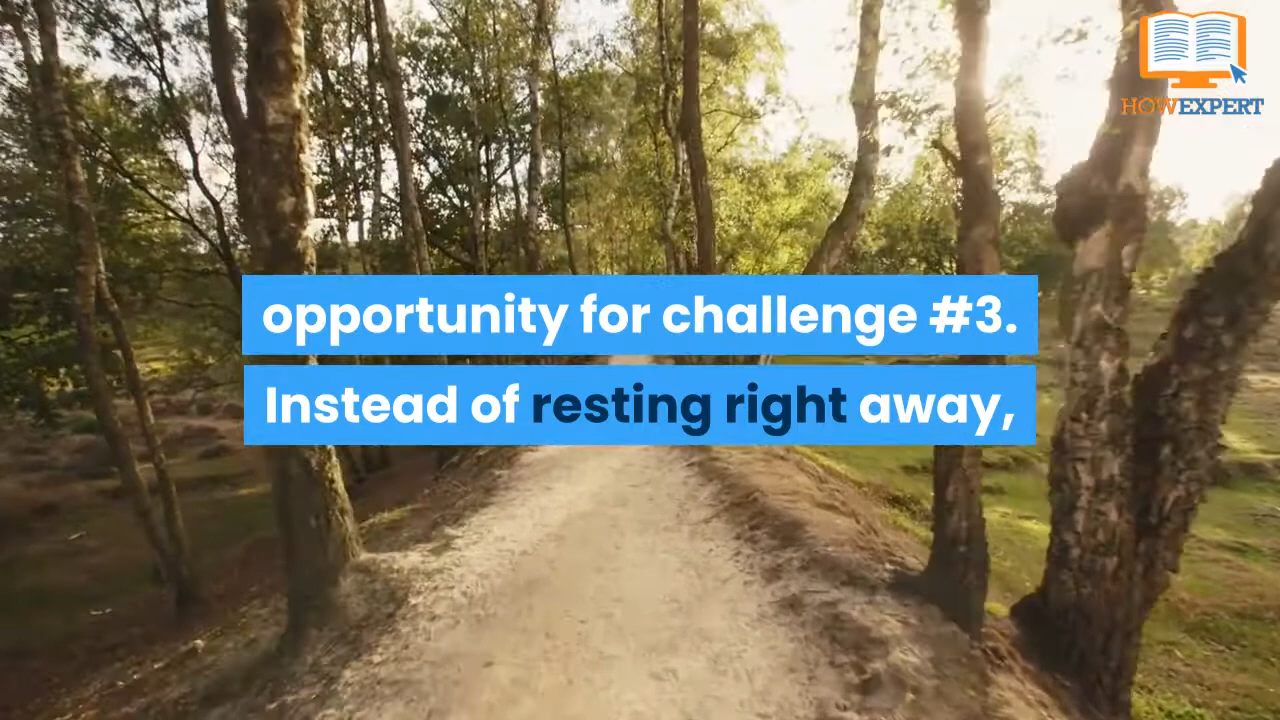 HOWEXPERT
opportunity for challenge #3.
Instead of resting right away,